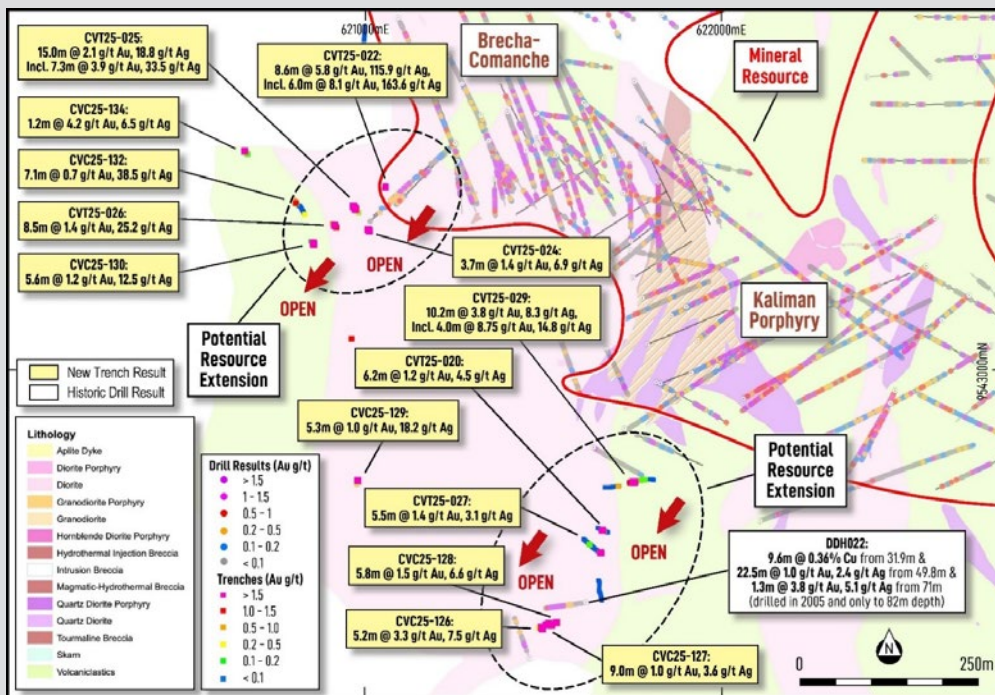 621000mE
622000mE
9543000mN
CVT25-025:
15.0m @ 2.1 g/t Au, 18.8 g/t Ag
Incl. 7.3m @ 3.9 g/t Au, 33.5 g/t Ag
CVT25-022:
8.6m @ 5.8 g/t Au, 115.9 g/t Ag,
Incl. 6.0m @ 8.1 g/t Au, 163.6 g/t Ag
Brecha-
Comanche
Mineral
Resource
CVC25-134:
1.2m @ 4.2 g/t Au, 6.5 g/t Ag
CVC25-132:
7.1m @ 0.7 g/t Au, 38.5 g/t Ag
CVT25-026:
8.5m @ 1.4 g/t Au, 25.2 g/t Ag
CVC25-130:
5.6m @ 1.2 g/t Au, 12.5 g/t Ag
OPEN
OPEN
CVT25-024:
3.7m @ 1.4 g/t Au, 6.9 g/t Ag
CVT25-029:
10.2m @ 3.8 g/t Au, 8.3 g/t Ag,
Incl. 4.0m @ 8.75 g/t Au, 14.8 g/t Ag
Kaliman
Porphyry
Potential
Resource
Extension
CVT25-020:
6.2m @ 1.2 g/t Au, 4.5 g/t Ag
New Trench Result
Historic Drill Result
CVC25-129:
5.3m @ 1.0 g/t Au, 18.2 g/t Ag
Potential
Resource
Extension
Lithology
Aplite Dyke
Diorite Porphyry
Diorite
Granodiorite Porphyry
Granodiorite
Hornblende Diorite Porphyry
Hydrothermal Injection Breccia
Intrusion Breccia
Magmatic-Hydrothermal Breccia
Quartz Diorite Porphyry
Quartz Diorite
Tourmaline Breccia
Skarn
Volcaniclastics
Drill Results (Au g/t)
> 1.5
1 - 1.5
0.5 - 1
0.2 - 0.5
0.1 - 0.2
< 0.1
Trenches (Au g/t)
> 1.5
1.0 - 1.5
0.5 - 1.0
0.2 - 0.5
0.1 - 0.2
< 0.1
CVT25-027:
5.5m @ 1.4 g/t Au, 3.1 g/t Ag
OPEN
OPEN
CVC25-128:
5.8m @ 1.5 g/t Au, 6.6 g/t Ag
CVC25-126:
5.2m @ 3.3 g/t Au, 7.5 g/t Ag
DDH022:
9.6m @ 0.36% Cu from 31.9m &
22.5m @ 1.0 g/t Au, 2.4 g/t Ag from 49.8m &
1.3m @ 3.8 g/t Au, 5.1 g/t Ag from 71m
(drilled in 2005 and only to 82m depth)
CVC25-127:
9.0m @ 1.0 g/t Au, 3.6 g/t Ag
N
0
250m